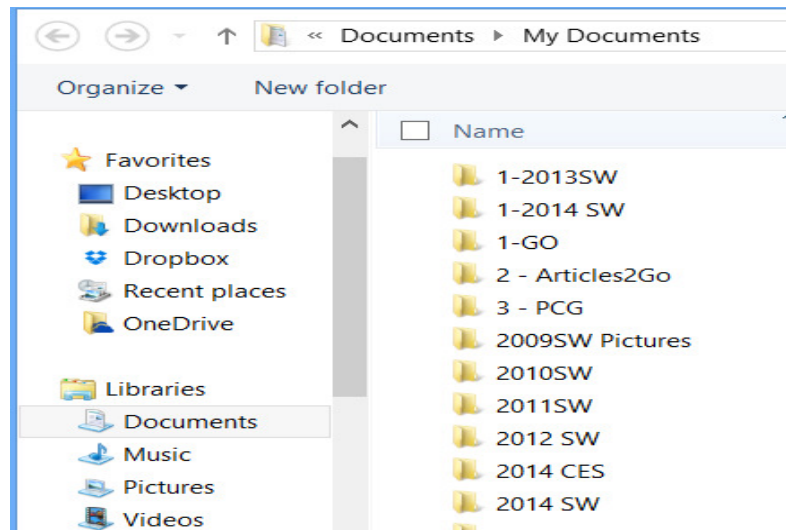 « Documents ▸ My Documents
Organize ▾ New folder
Name
Favorites
Desktop
Downloads
Dropbox
Recent places
OneDrive
Libraries
Documents
Music
Pictures
Videos
1-2013SW
1-2014 SW
1-GO
2 - Articles2Go
3 - PCG
2009SW Pictures
2010SW
2011SW
2012 SW
2014 CES
2014 SW